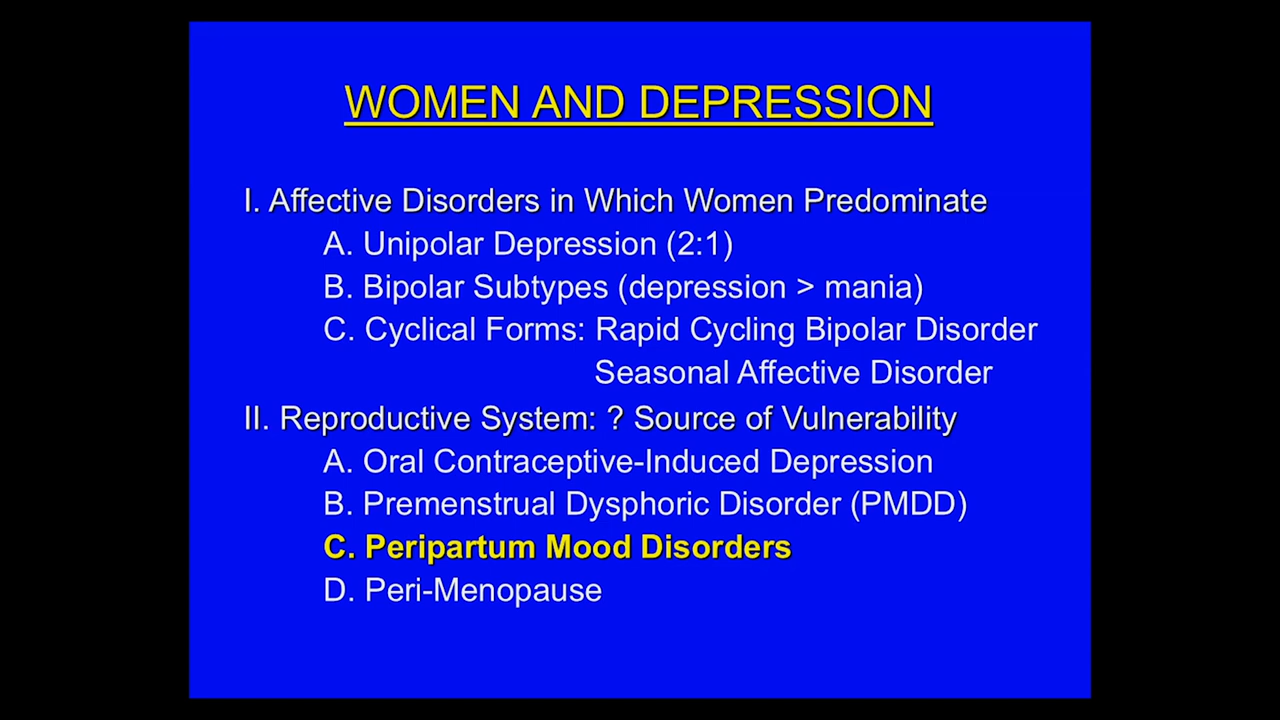 WOMEN AND DEPRESSION
I. Affective Disorders in Which Women Predominate
A. Unipolar Depression (2:1)
B. Bipolar Subtypes (depression > mania)
C. Cyclical Forms: Rapid Cycling Bipolar Disorder
Seasonal Affective Disorder
II. Reproductive System: ? Source of Vulnerability
A. Oral Contraceptive-Induced Depression
B. Premenstrual Dysphoric Disorder (PMDD)
C. Peripartum Mood Disorders
D. Peri-Menopause